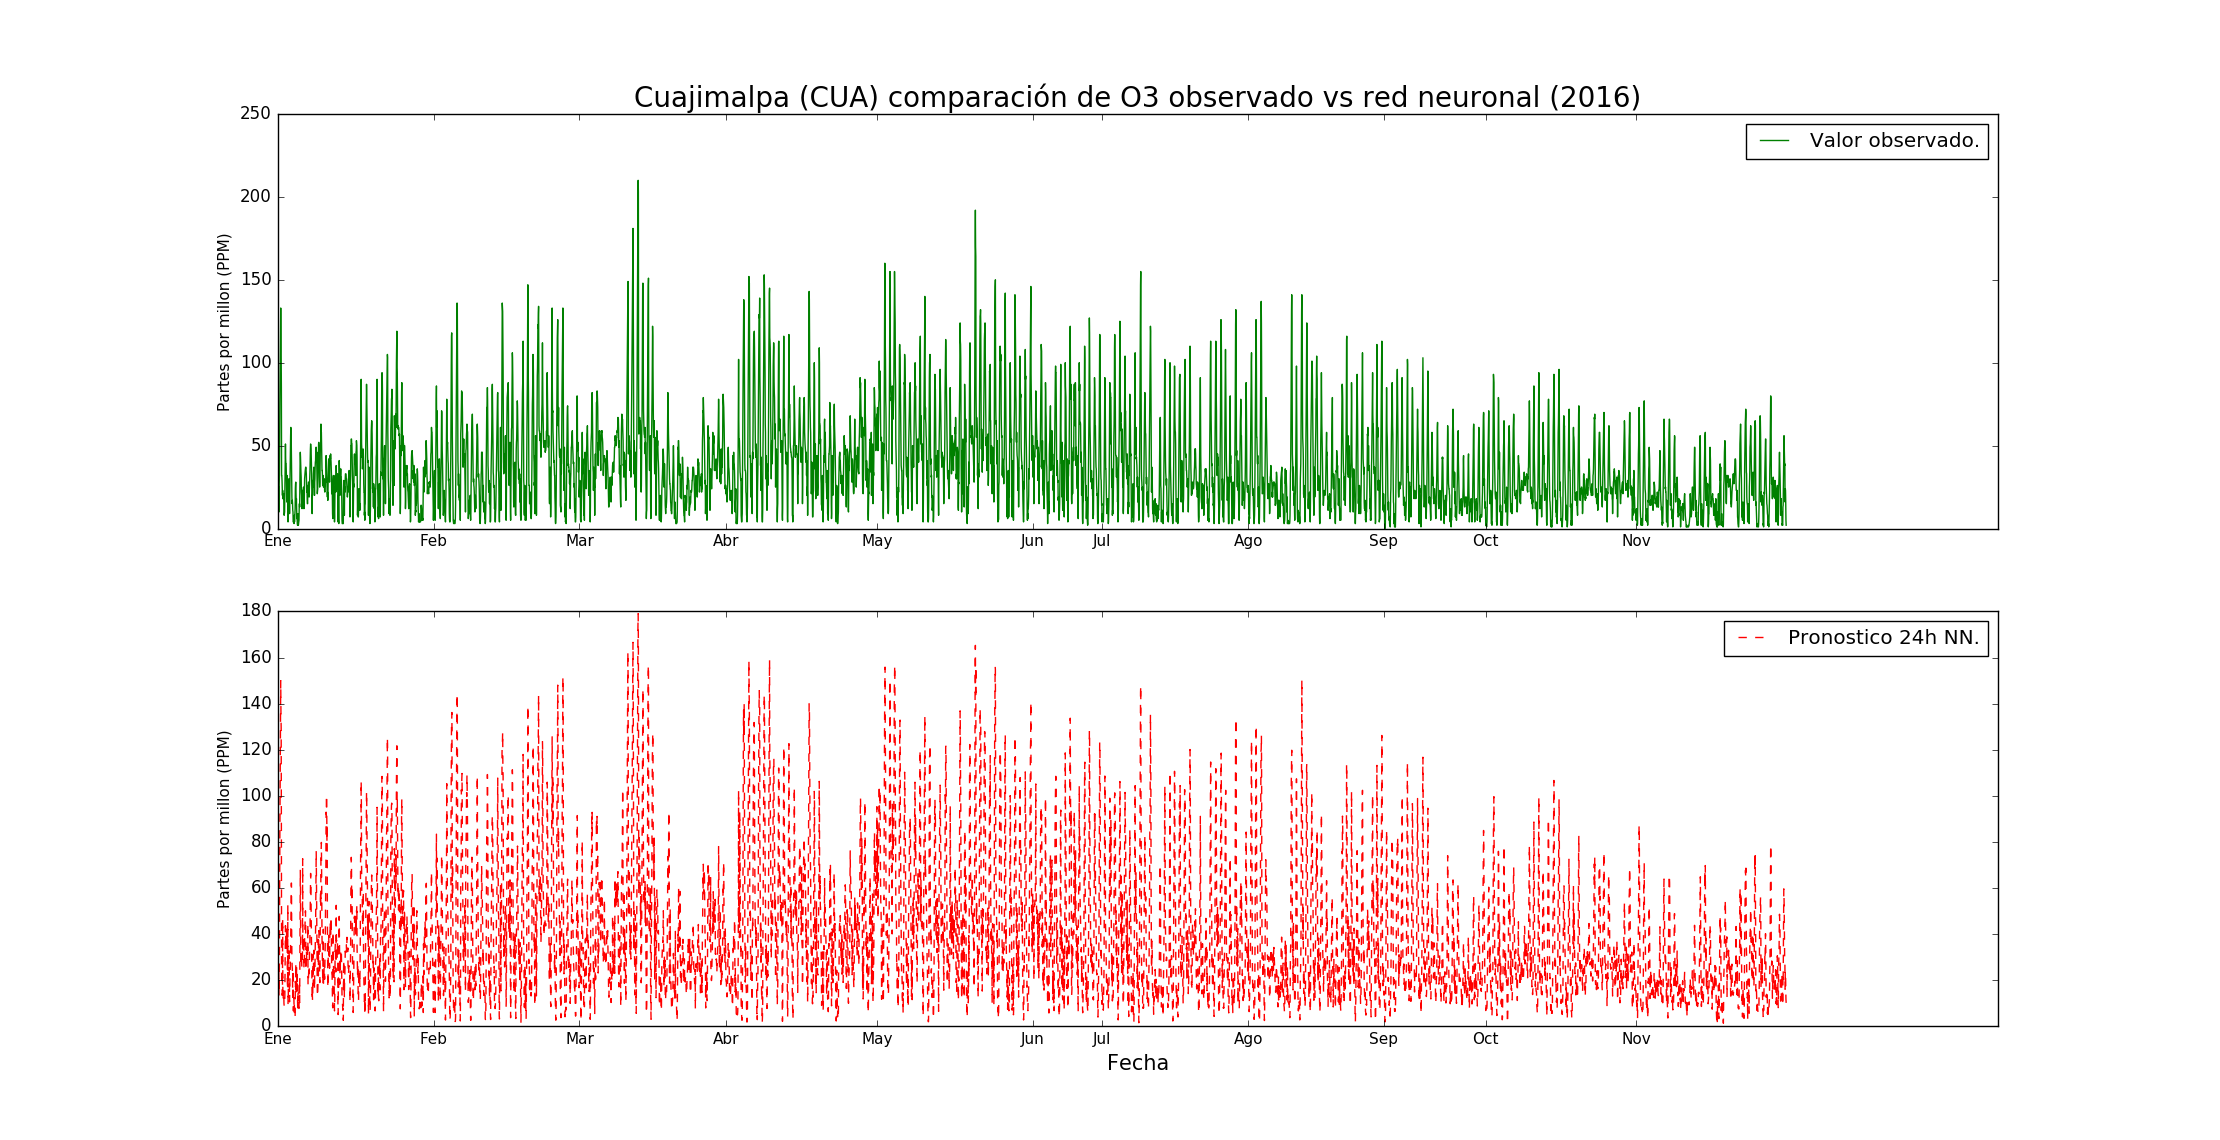 Cuajimalpa (CUA) comparación de O3 observado vs red neuronal (2016)
250
200
150
100
50
0
Partes por millon (PPM)
Valor observado.
Ene Feb Mar Abr May Jun Jul Ago Sep Oct Nov
180
160
140
120
100
80
60
40
20
0
Partes por millon (PPM)
Pronostico 24h NN.
Ene Feb Mar Abr May Jun Jul Ago Sep Oct Nov
Fecha